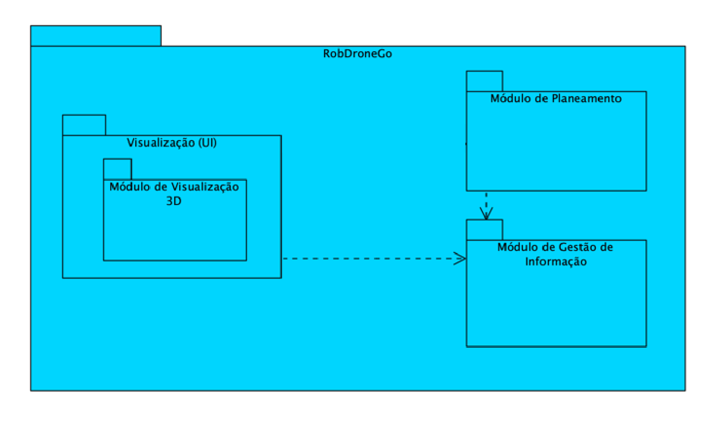 RobDroneGo
Módulo de Planeamento
Visualização (UI)
Módulo de Visualização
3D
Módulo de Gestão de
Informação